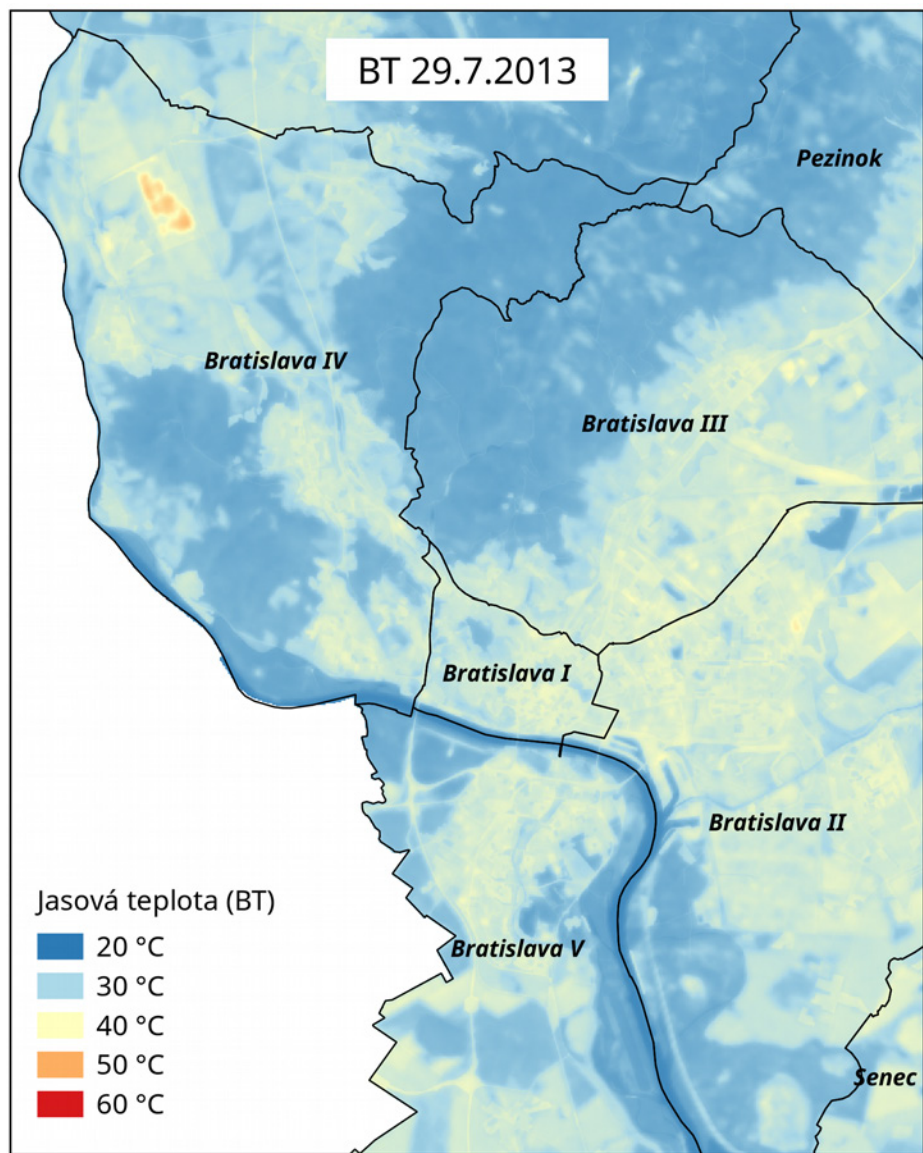 BT 29.7.2013
Pezinok
Bratislava IV
Bratislava III
Bratislava I
Bratislava II
Bratislava V
Senec
Jasová teplota (BT)
20 °C
30 °C
40 °C
50 °C
60 °C